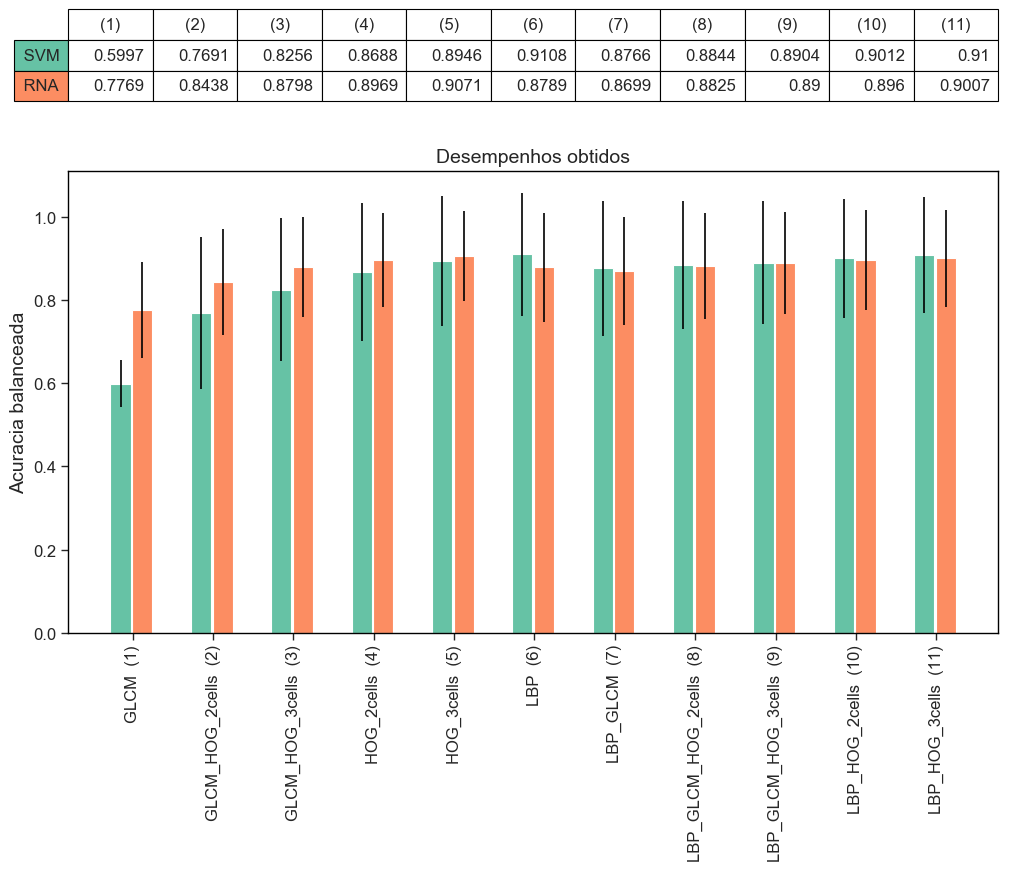 (1) (2) (3) (4) (5) (6) (7) (8) (9) (10) (11)
SVM 0.5997 0.7691 0.8256 0.8688 0.8946 0.9108 0.8766 0.8844 0.8904 0.9012 0.91
RNA 0.7769 0.8438 0.8798 0.8969 0.9071 0.8789 0.8699 0.8825 0.89 0.896 0.9007
Desempenhos obtidos
Acuracia balanceada
1.0
0.8
0.6
0.4
0.2
0.0
GLCM (1)
GLCM_HOG_2cells (2)
GLCM_HOG_3cells (3)
HOG_2cells (4)
HOG_3cells (5)
LBP (6)
LBP_GLCM (7)
LBP_GLCM_HOG_2cells (8)
LBP_GLCM_HOG_3cells (9)
LBP_HOG_2cells (10)
LBP_HOG_3cells (11)